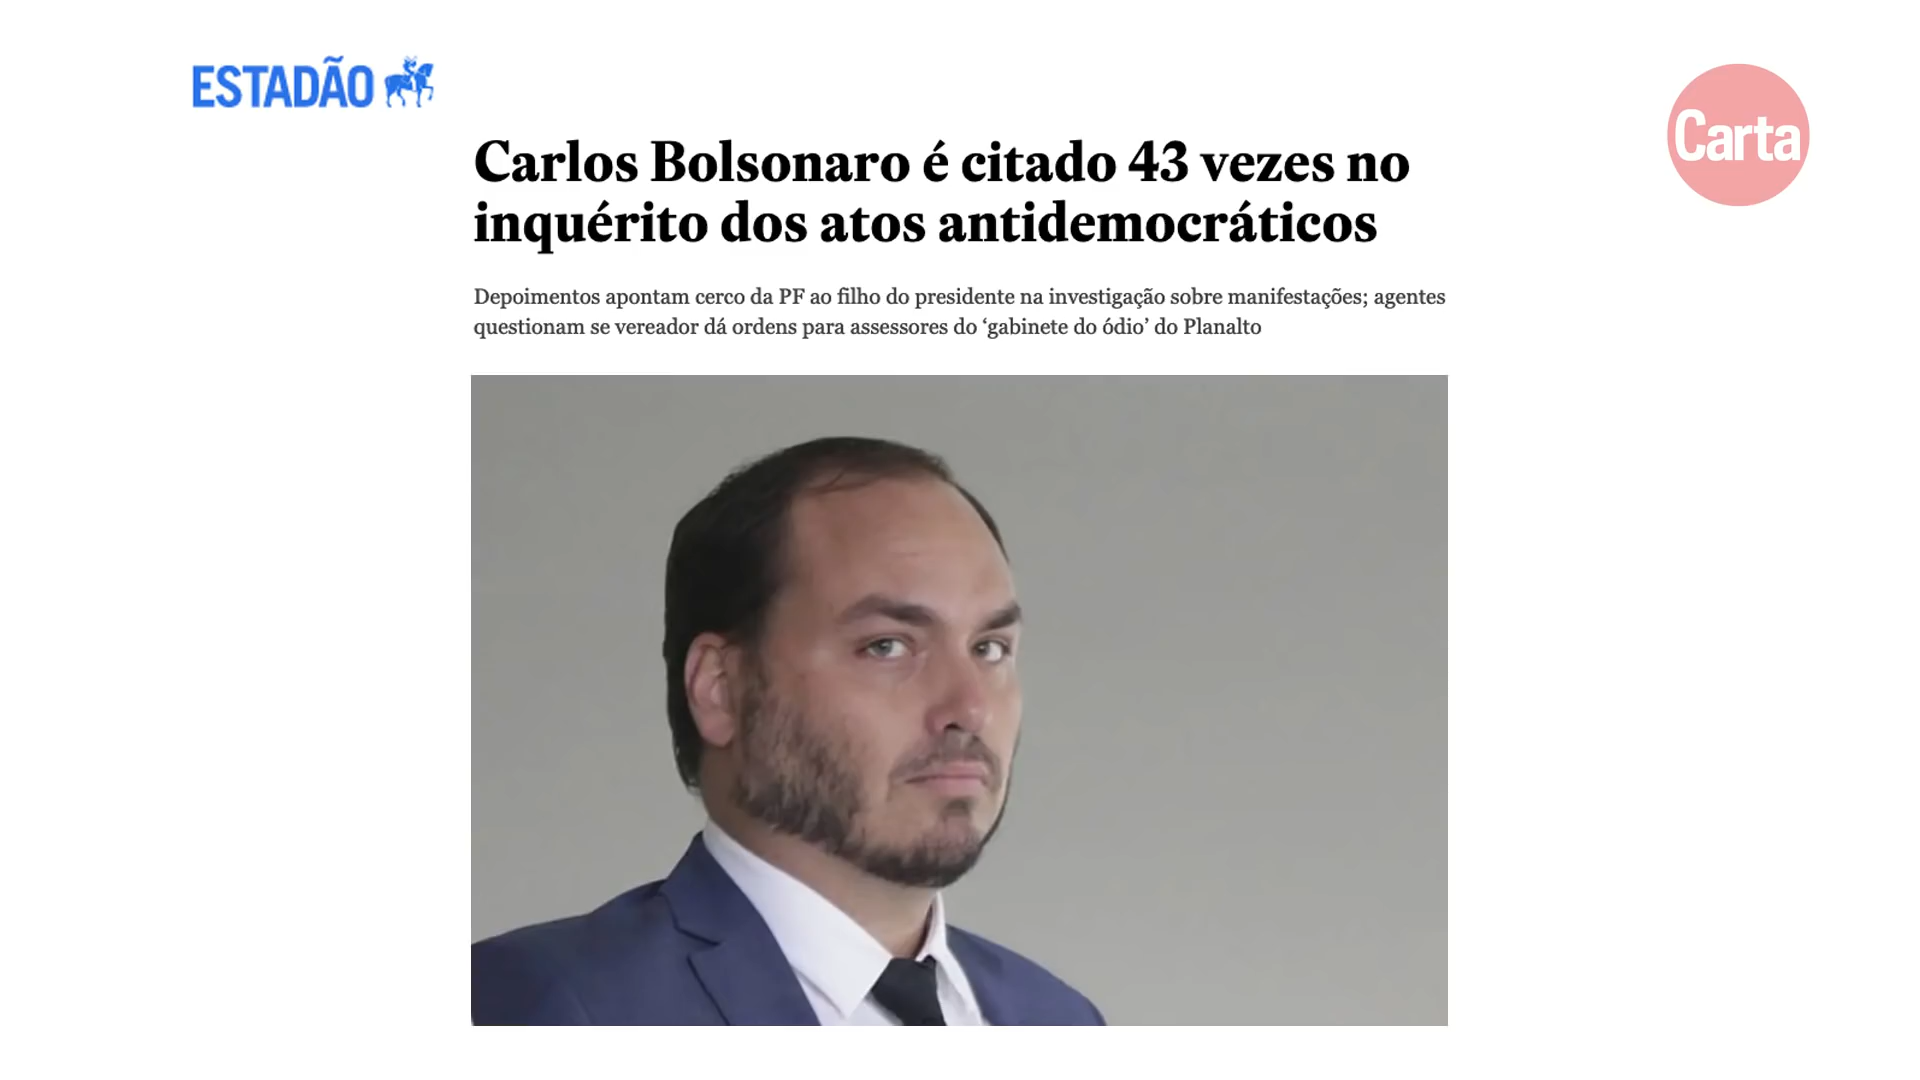 ESTADÃO
Carta
Carlos Bolsonaro é citado 43 vezes no
inquérito dos atos antidemocráticos
Depoimentos apontam cerco da PF ao filho do presidente na investigação sobre manifestações; agentes
questionam se vereador dá ordens para assessores do ‘gabinete do ódio’ do Planalto